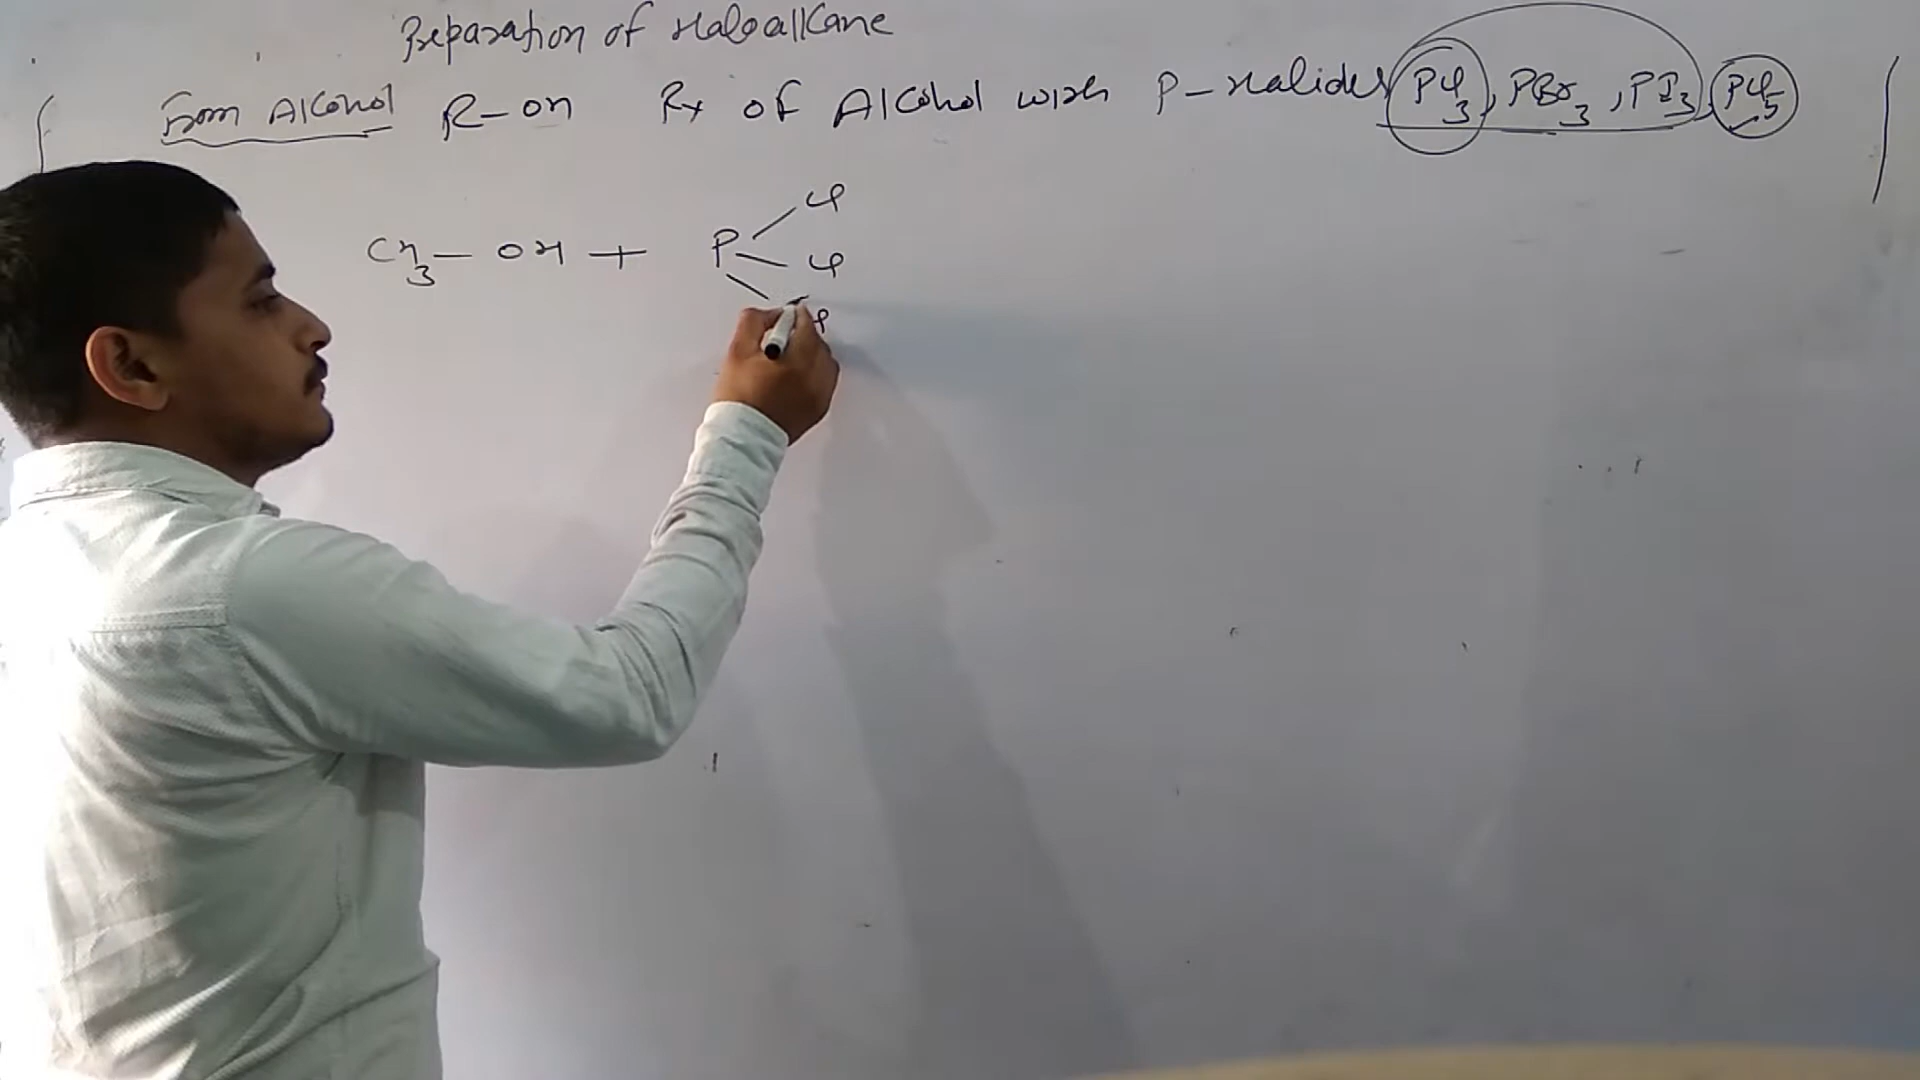 Preparation of Haloalkane
From Alcohol R-OH Rx of Alcohol with P-Halides PCl3, PBr3, PI3, PCl5
CH3 - OH + P Cl
Cl
Cl